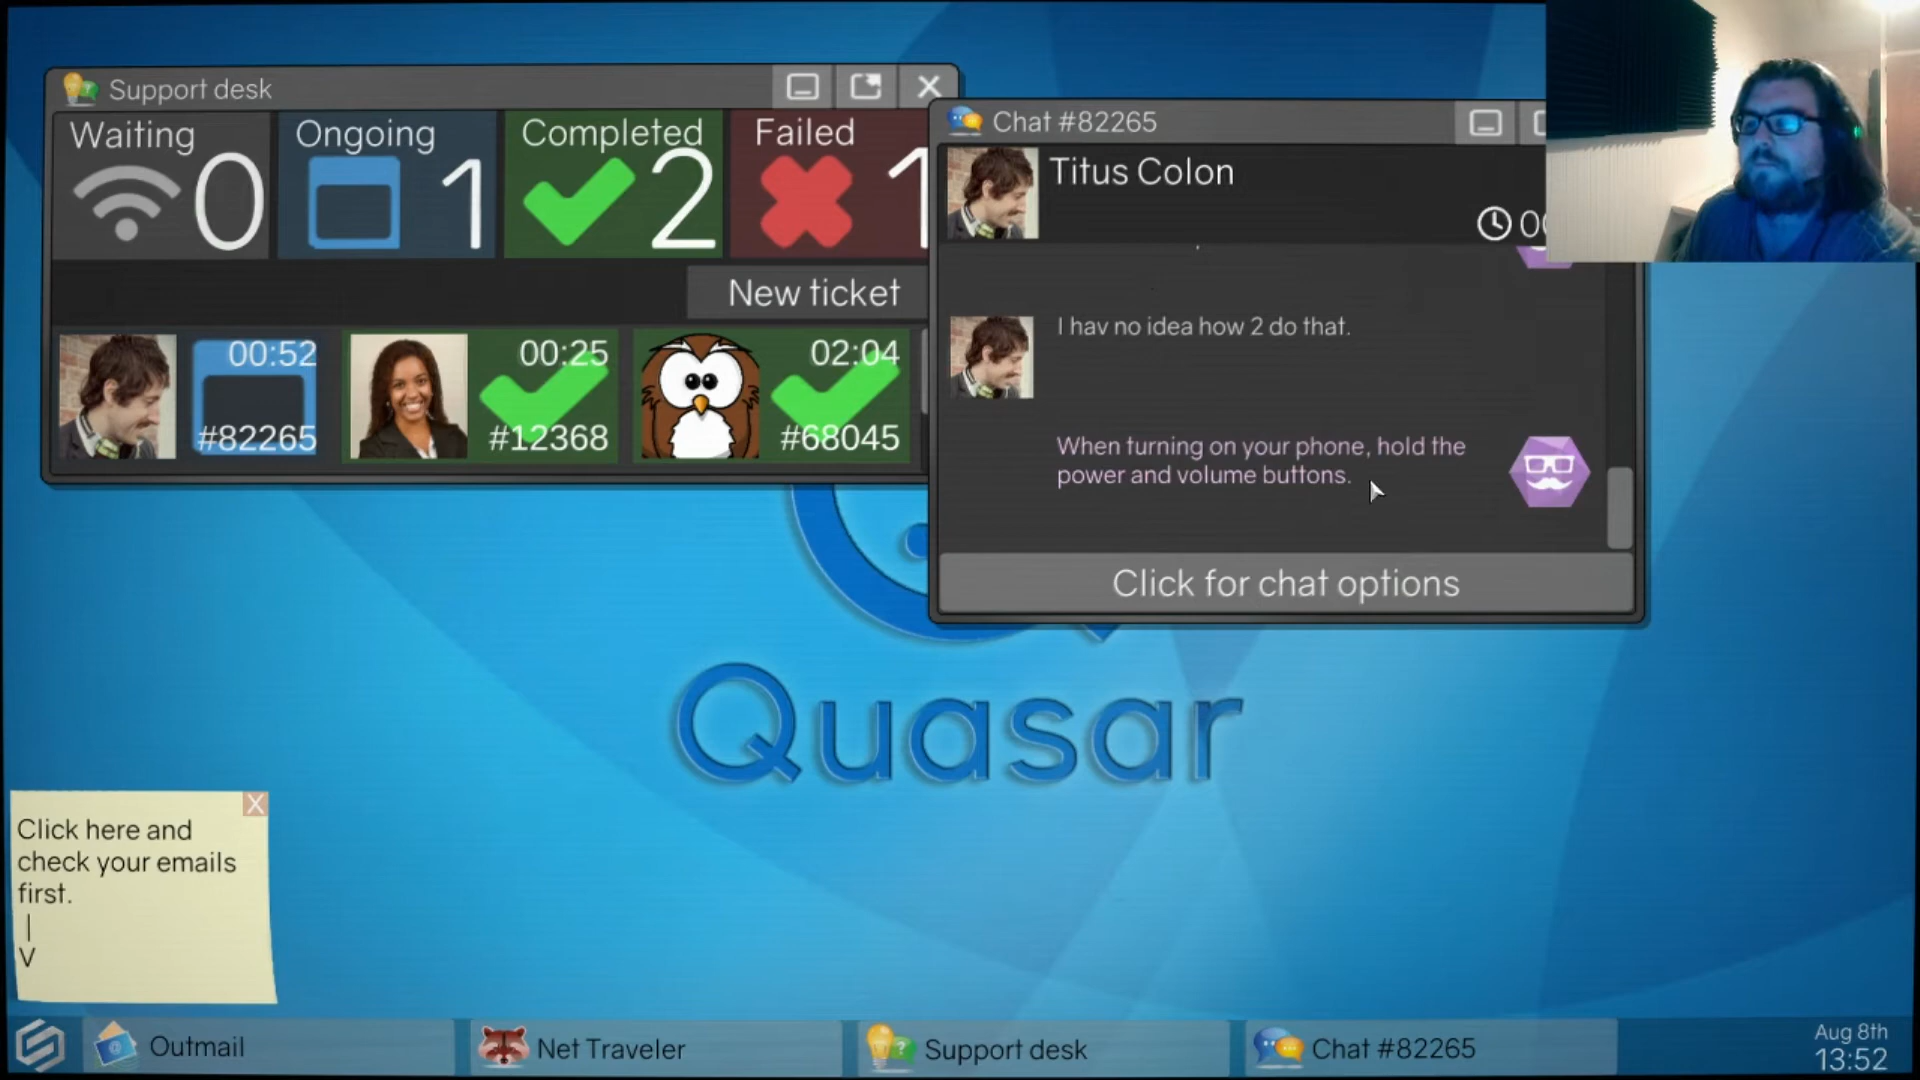 Support desk
Waiting
0
Ongoing
1
Completed
2
Failed
1
New ticket
00:52
#82265
00:25
#12368
02:04
#68045
Chat #82265
Titus Colon
I hav no idea how 2 do that.
When turning on your phone, hold the
power and volume buttons.
Click for chat options
Quasar
X
Click here and
check your emails
first.
|
V
Outmail
Net Traveler
Support desk
Chat #82265
Aug 8th
13:52